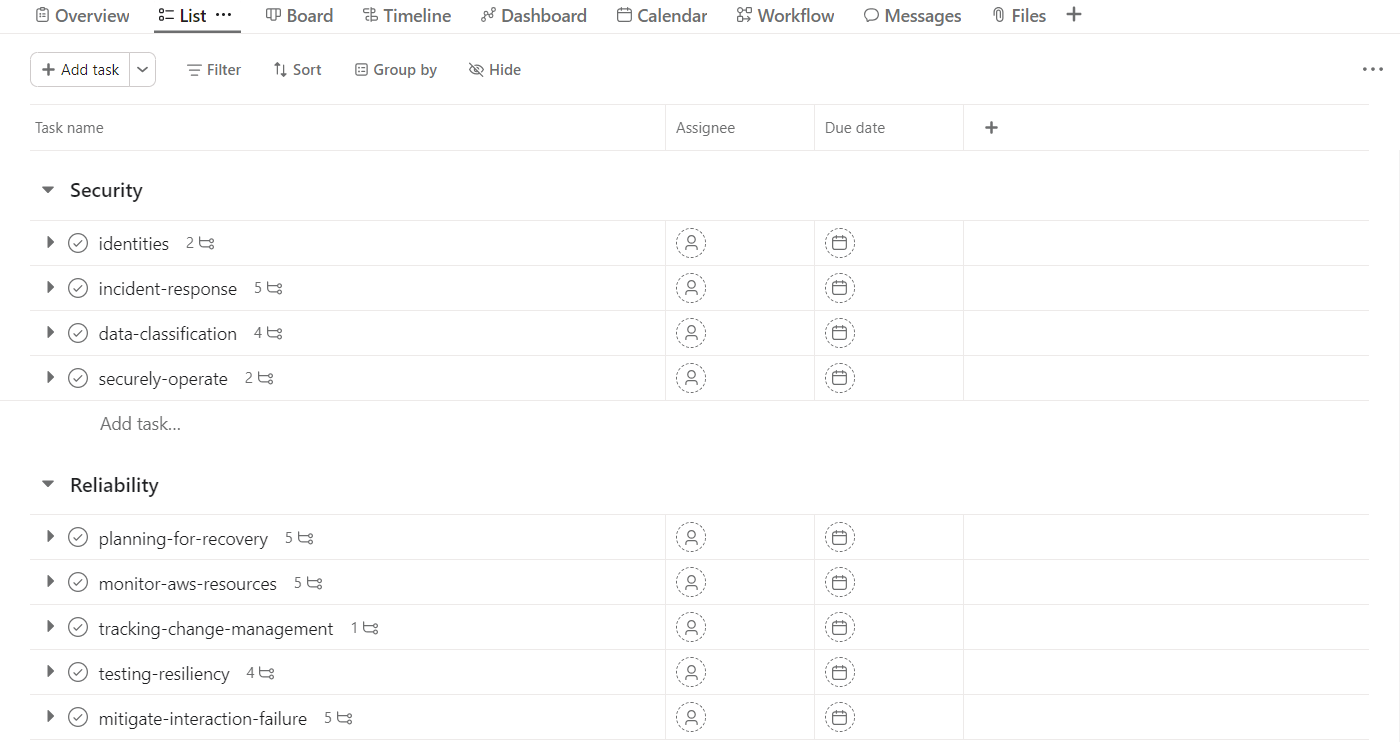 Overview List ··· Board Timeline Dashboard Calendar Workflow Messages Files +
+ Add task Filter Sort Group by Hide ···
Task name Assignee Due date +
Security
identities 2
incident-response 5
data-classification 4
securely-operate 2
Add task...
Reliability
planning-for-recovery 5
monitor-aws-resources 5
tracking-change-management 1
testing-resiliency 4
mitigate-interaction-failure 5